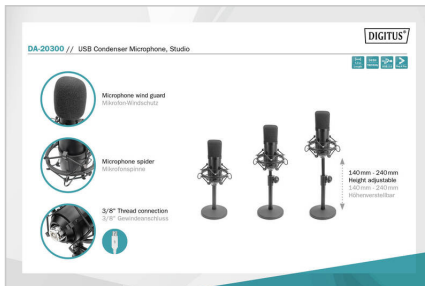 DIGITUS®
DA-20300 // USB Condenser Microphone, Studio
Microphone wind guard
Mikrofon-Windschutz
Microphone spider
Mikrofonspinne
140 mm - 240 mm
Height adjustable
140 mm - 240 mm
Höhenverstellbar
3/8" Thread connection
3/8" Gewindeanschluss